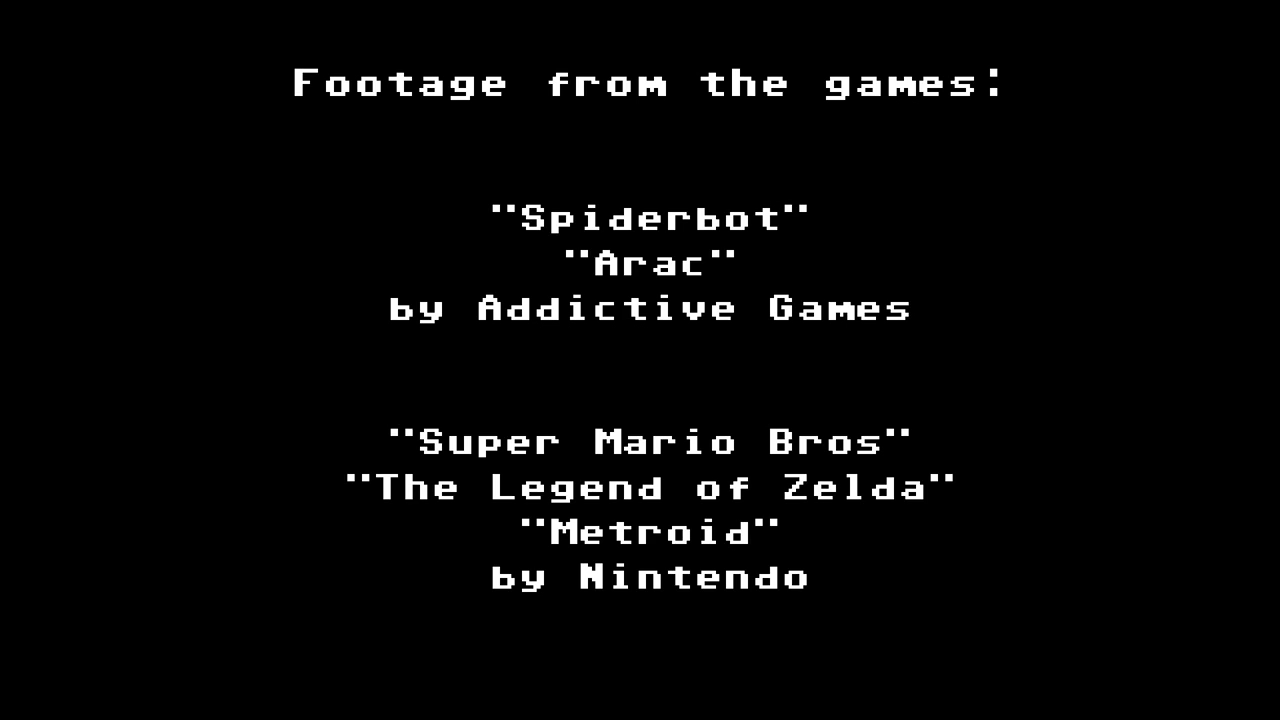 Footage from the games:
"Spiderbot"
"Arac"
by Addictive Games
"Super Mario Bros"
"The Legend of Zelda"
"Metroid"
by Nintendo